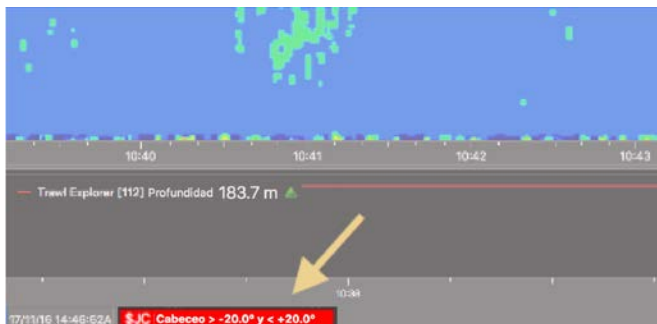 10:40 10:41 10:42 10:43
Trawl Explorer [112] Profundidad 183.7 m
10:38
17/11/16 14:46:52A $JC Cabeceo > -20.0° y < +20.0°